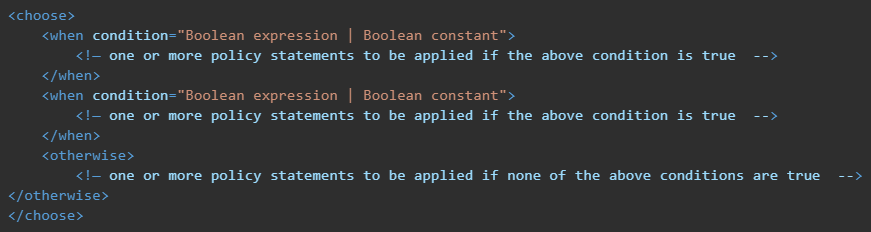 <choose>
    <when condition="Boolean expression | Boolean constant">
        <!— one or more policy statements to be applied if the above condition is true  -->
    </when>
    <when condition="Boolean expression | Boolean constant">
        <!— one or more policy statements to be applied if the above condition is true  -->
    </when>
    <otherwise>
        <!— one or more policy statements to be applied if none of the above conditions are true  -->
</otherwise>
</choose>